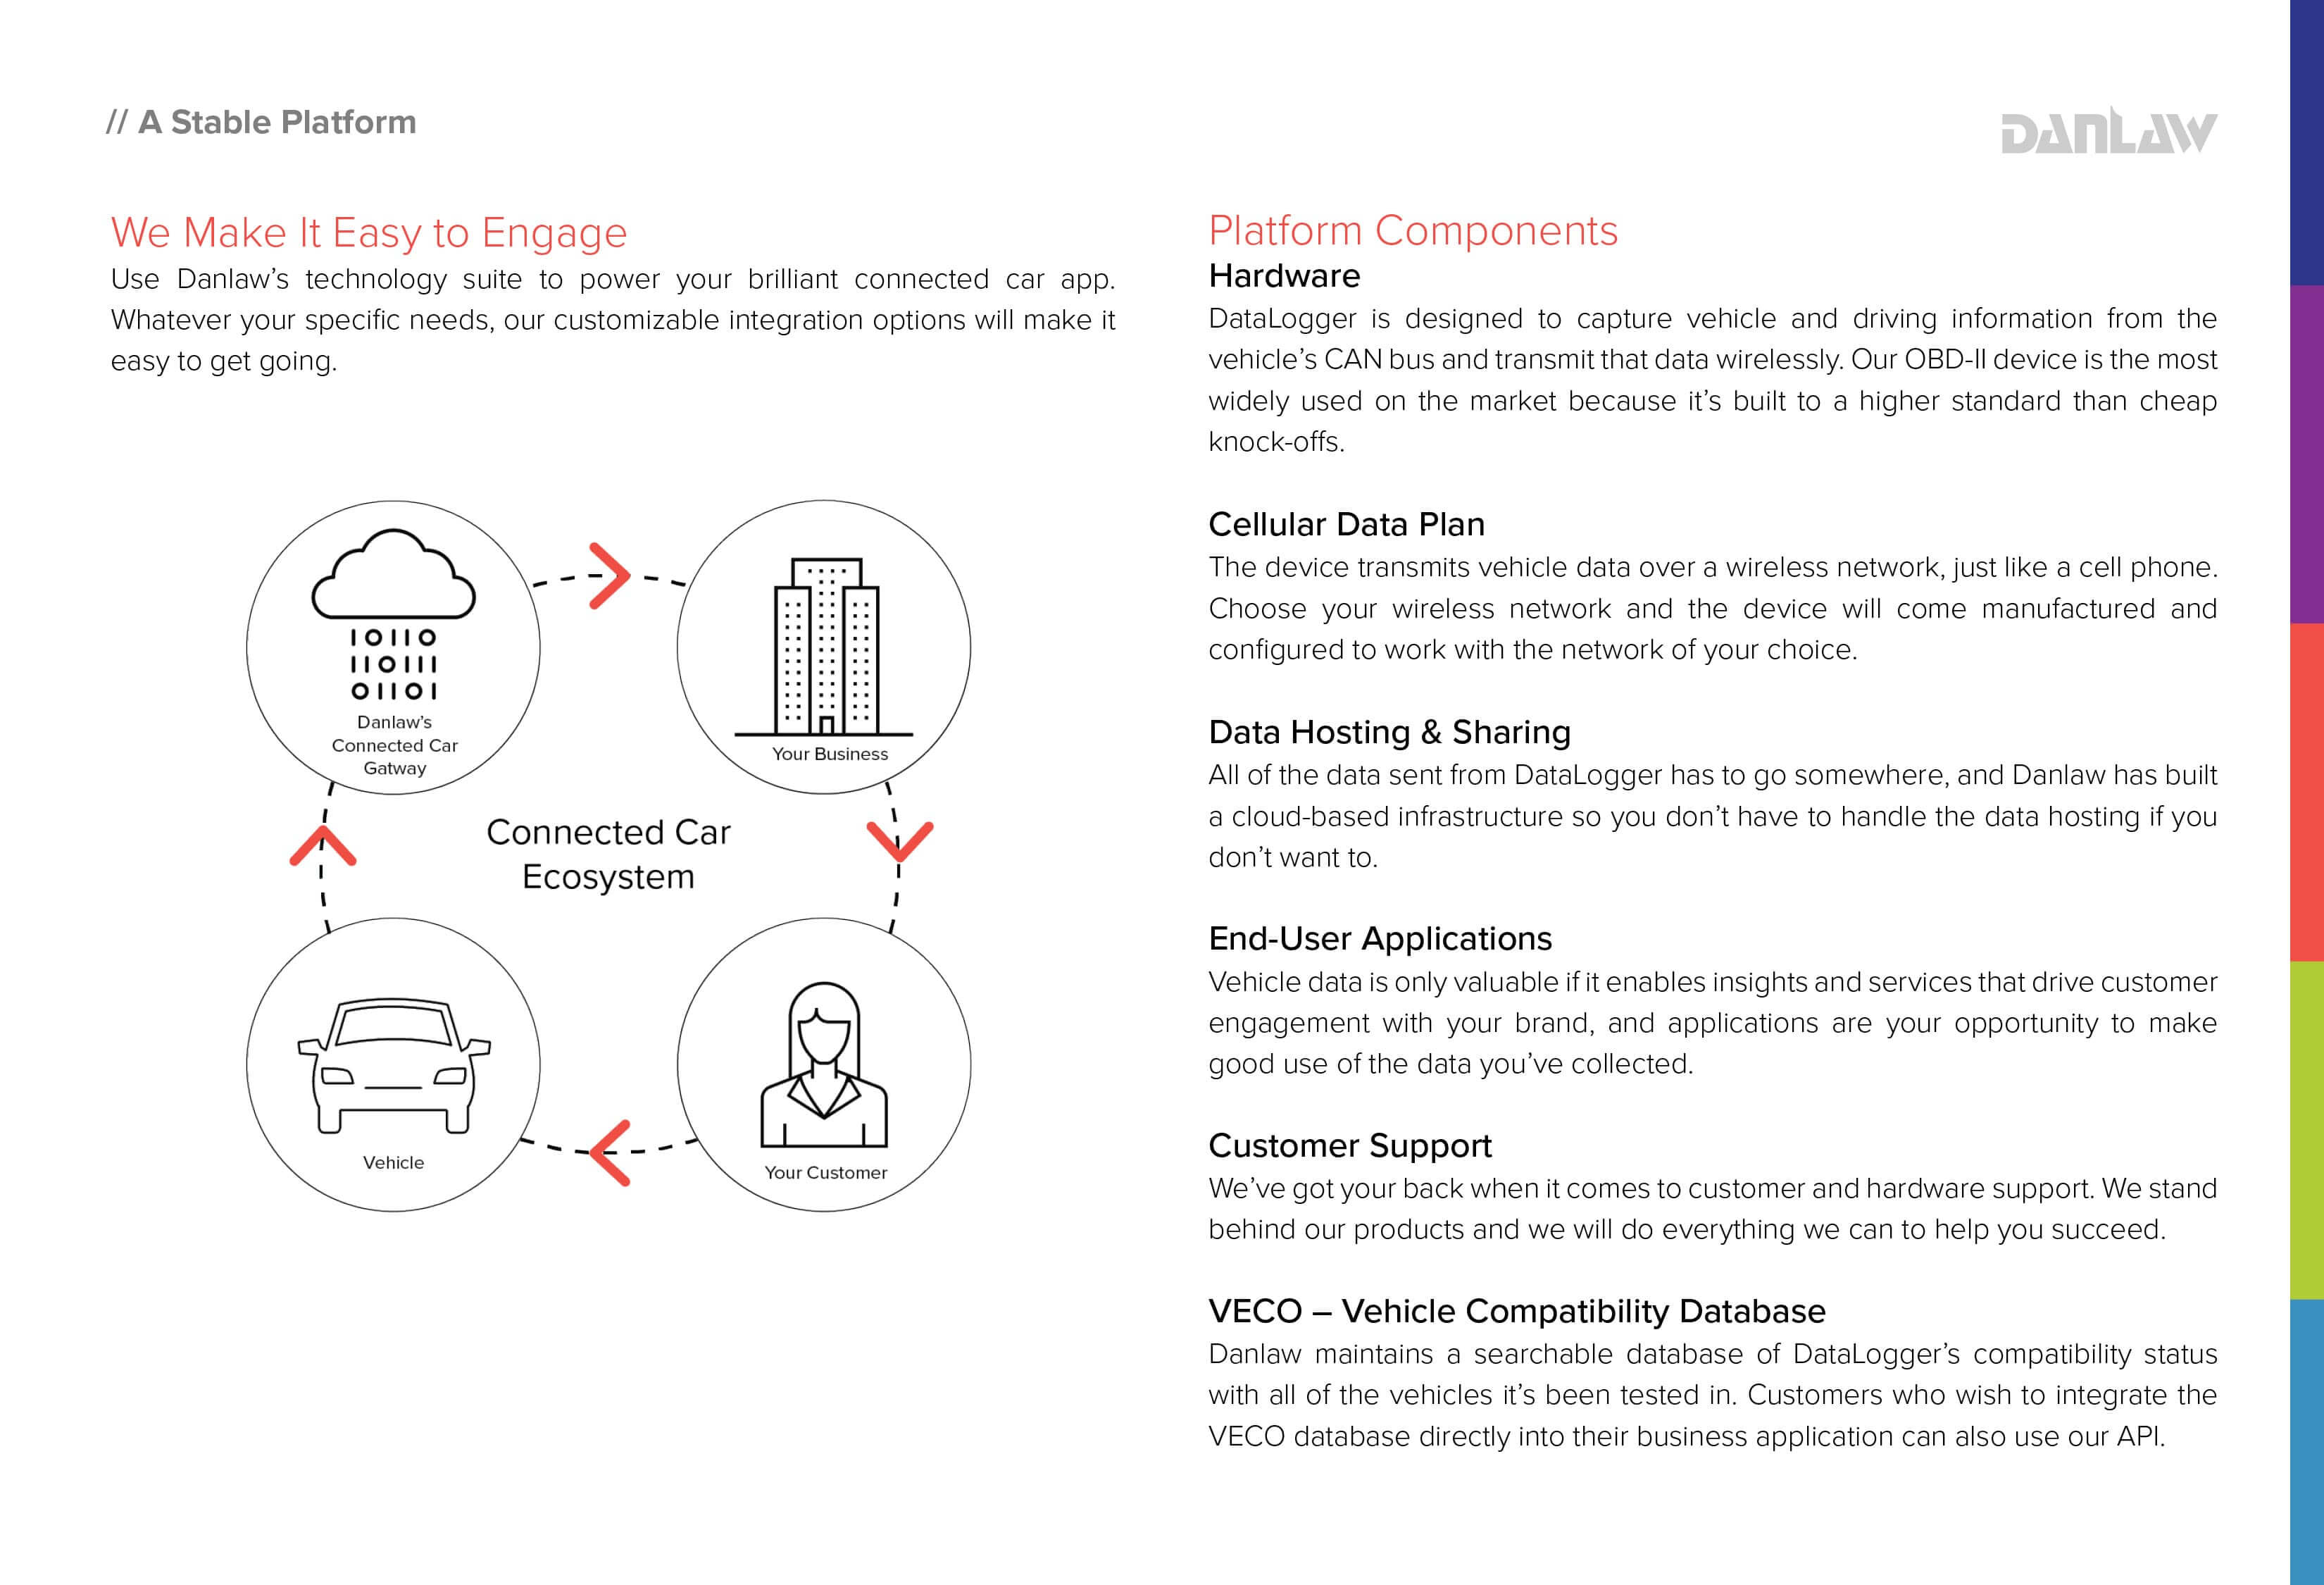 // A Stable Platform
DANLAW
We Make It Easy to Engage
Use Danlaw’s technology suite to power your brilliant connected car app.
Whatever your specific needs, our customizable integration options will make it
easy to get going.
10110
110111
01101
Danlaw’s
Connected Car
Gatway
Your Business
Connected Car
Ecosystem
Vehicle
Your Customer
Platform Components
Hardware
DataLogger is designed to capture vehicle and driving information from the
vehicle’s CAN bus and transmit that data wirelessly. Our OBD-II device is the most
widely used on the market because it’s built to a higher standard than cheap
knock-offs.
Cellular Data Plan
The device transmits vehicle data over a wireless network, just like a cell phone.
Choose your wireless network and the device will come manufactured and
configured to work with the network of your choice.
Data Hosting & Sharing
All of the data sent from DataLogger has to go somewhere, and Danlaw has built
a cloud-based infrastructure so you don’t have to handle the data hosting if you
don’t want to.
End-User Applications
Vehicle data is only valuable if it enables insights and services that drive customer
engagement with your brand, and applications are your opportunity to make
good use of the data you’ve collected.
Customer Support
We’ve got your back when it comes to customer and hardware support. We stand
behind our products and we will do everything we can to help you succeed.
VECO – Vehicle Compatibility Database
Danlaw maintains a searchable database of DataLogger’s compatibility status
with all of the vehicles it’s been tested in. Customers who wish to integrate the
VECO database directly into their business application can also use our API.